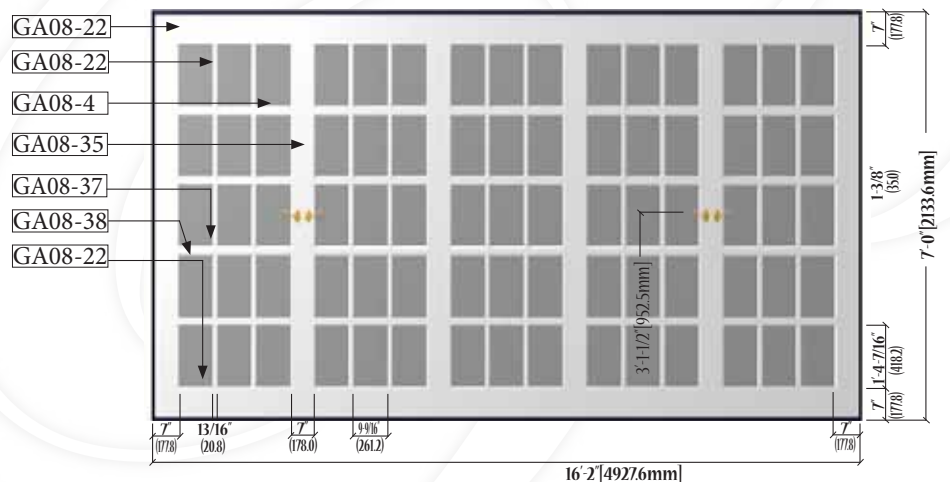 GA08-22
GA08-22
GA08-4
GA08-35
GA08-37
GA08-38
GA08-22
7"
(177.8)
1-3/8"
(35.0)
7'-0"[2133.6mm]
3'-1-1/2"[952.5mm]
1'-4-7/16"
(418.2)
7"
(177.8)
7"
(177.8)
13/16"
(20.8)
7"
(178.0)
9-9/16"
(261.2)
7"
(177.8)
16'-2"[4927.6mm]